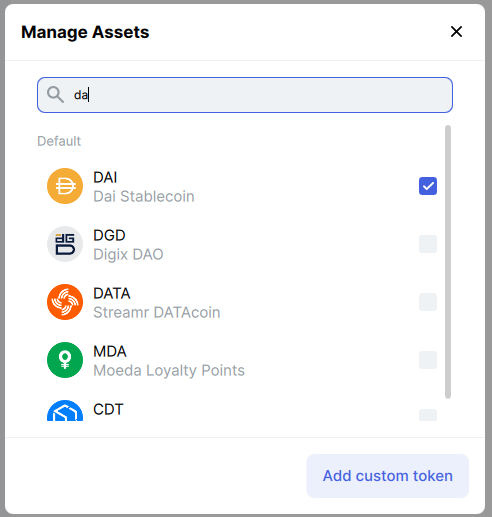 Manage Assets
da
Default
DAI
Dai Stablecoin
DGD
Digix DAO
DATA
Streamr DATAcoin
MDA
Moeda Loyalty Points
CDT
Add custom token